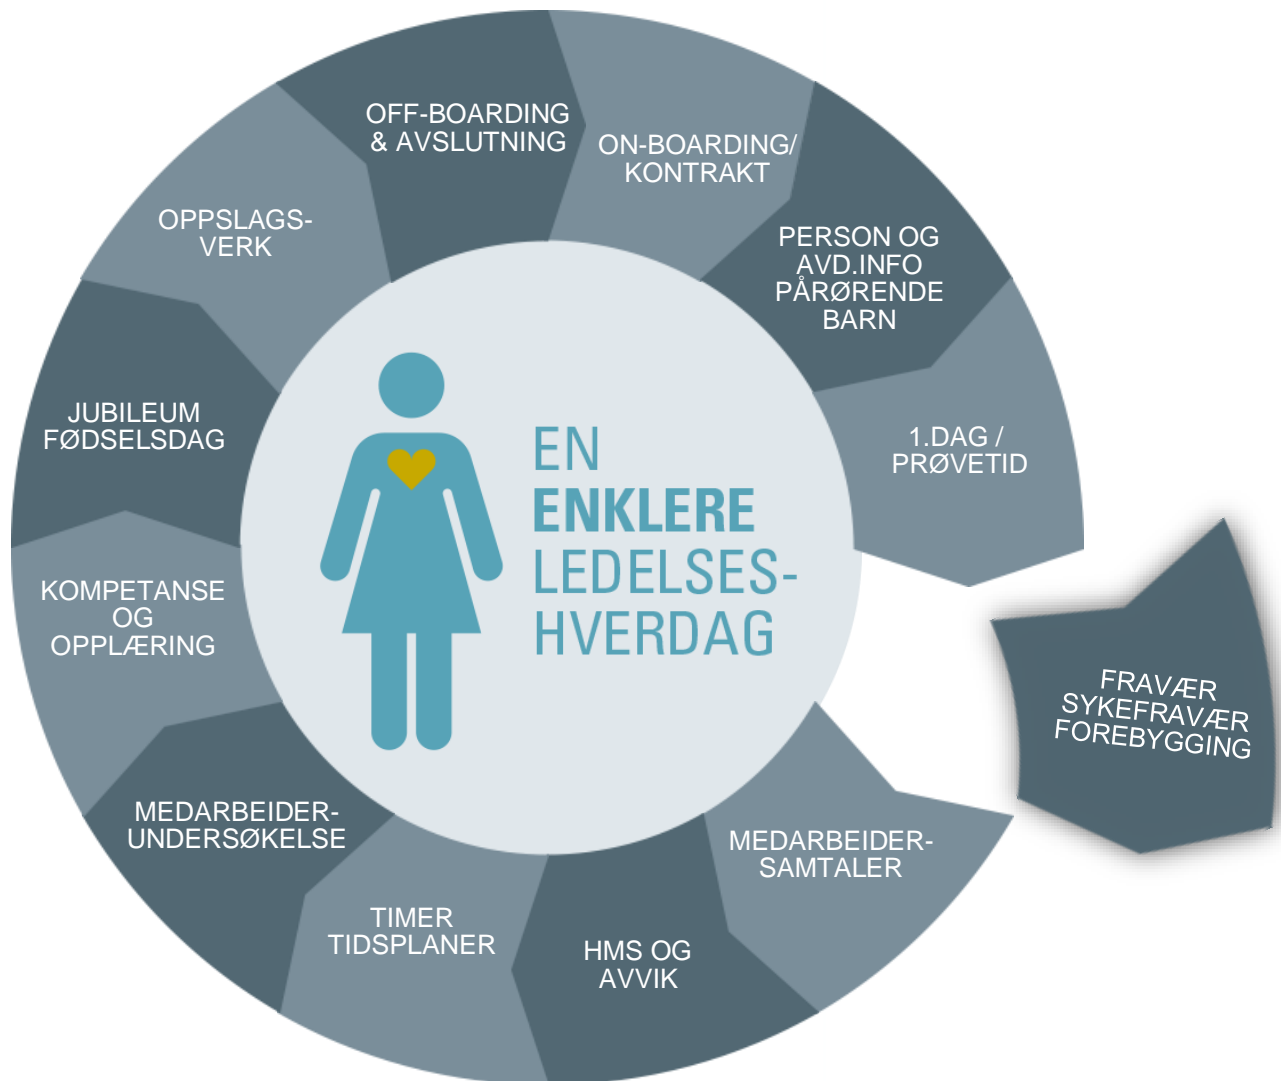 OFF-BOARDING
& AVSLUTNING
ON-BOARDING/
KONTRAKT
PERSON OG
AVD.INFO
PÅRØRENDE
BARN
1.DAG /
PRØVETID
FRAVÆR
SYKEFRAVÆR
FOREBYGGING
MEDARBEIDER-
SAMTALER
HMS OG
AVVIK
TIMER
TIDSPLANER
MEDARBEIDER-
UNDERSØKELSE
KOMPETANSE
OG
OPPLÆRING
JUBILEUM
FØDSELSDAG
OPPSLAGS-
VERK
EN
ENKLERE
LEDELSES-
HVERDAG